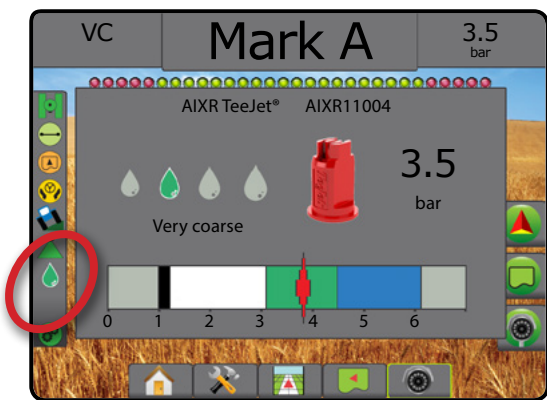 VC
Mark A
3.5
bar
AIXR TeeJet® AIXR11004
3.5
bar
Very coarse
0 1 2 3 4 5 6